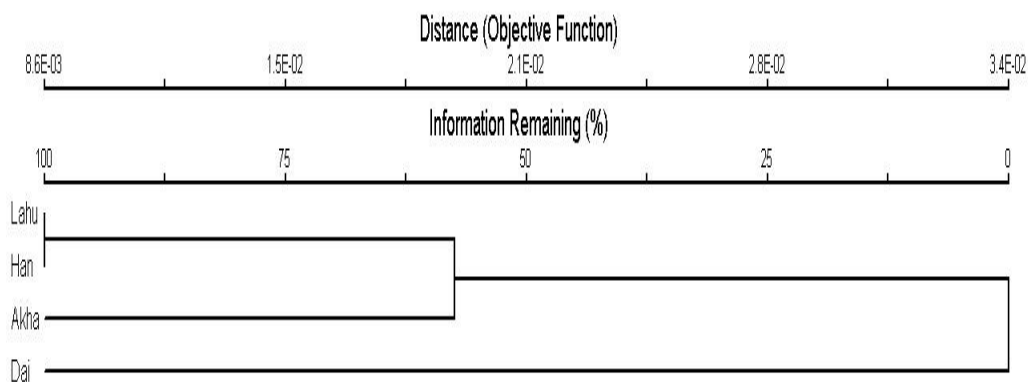 Distance (Objective Function)
8.6E-03 1.5E-02 2.1E-02 2.8E-02 3.4E-02
Information Remaining (%)
100 75 50 25 0
Lahu
Han
Akha
Dai